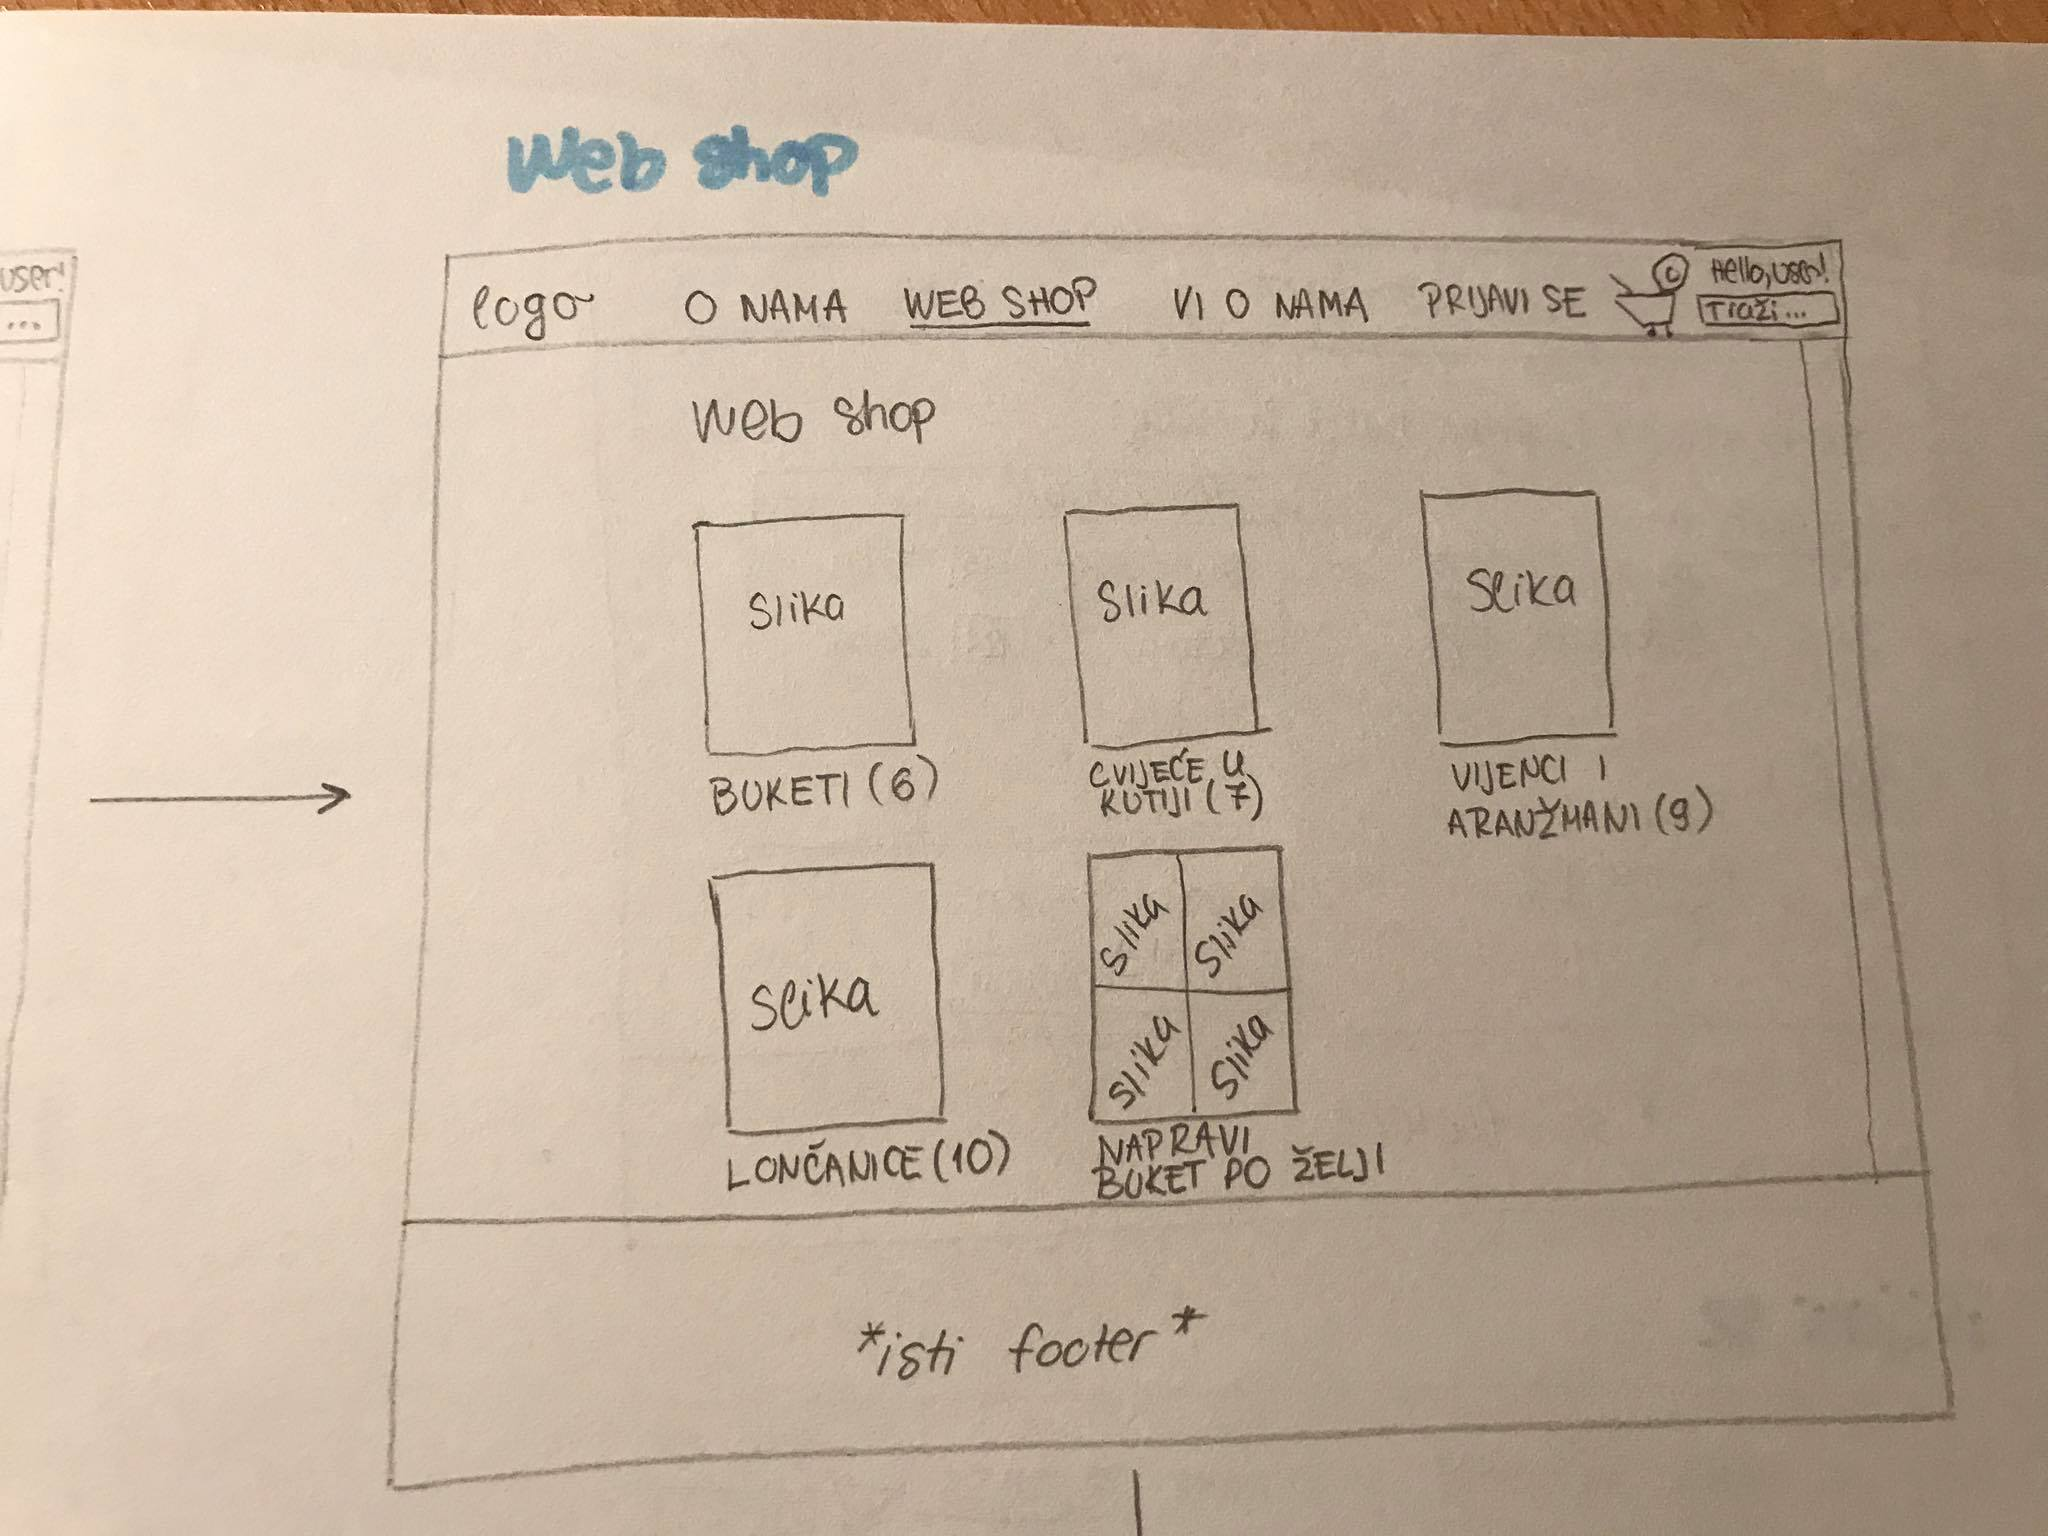 Web shop
user!
...
logo O NAMA WEB SHOP VI O NAMA PRIJAVI SE
Hello, user!
Traži...
Web shop
Slika Slika Slika
BUKETI (6)
CVIJEĆE U
KUTIJI (7)
VIJENCI I
ARANŽMANI (9)
Slika
Slika Slika
Slika Slika
LONČANICE (10)
NAPRAVI
BUKET PO ŽELJI
*isti footer*